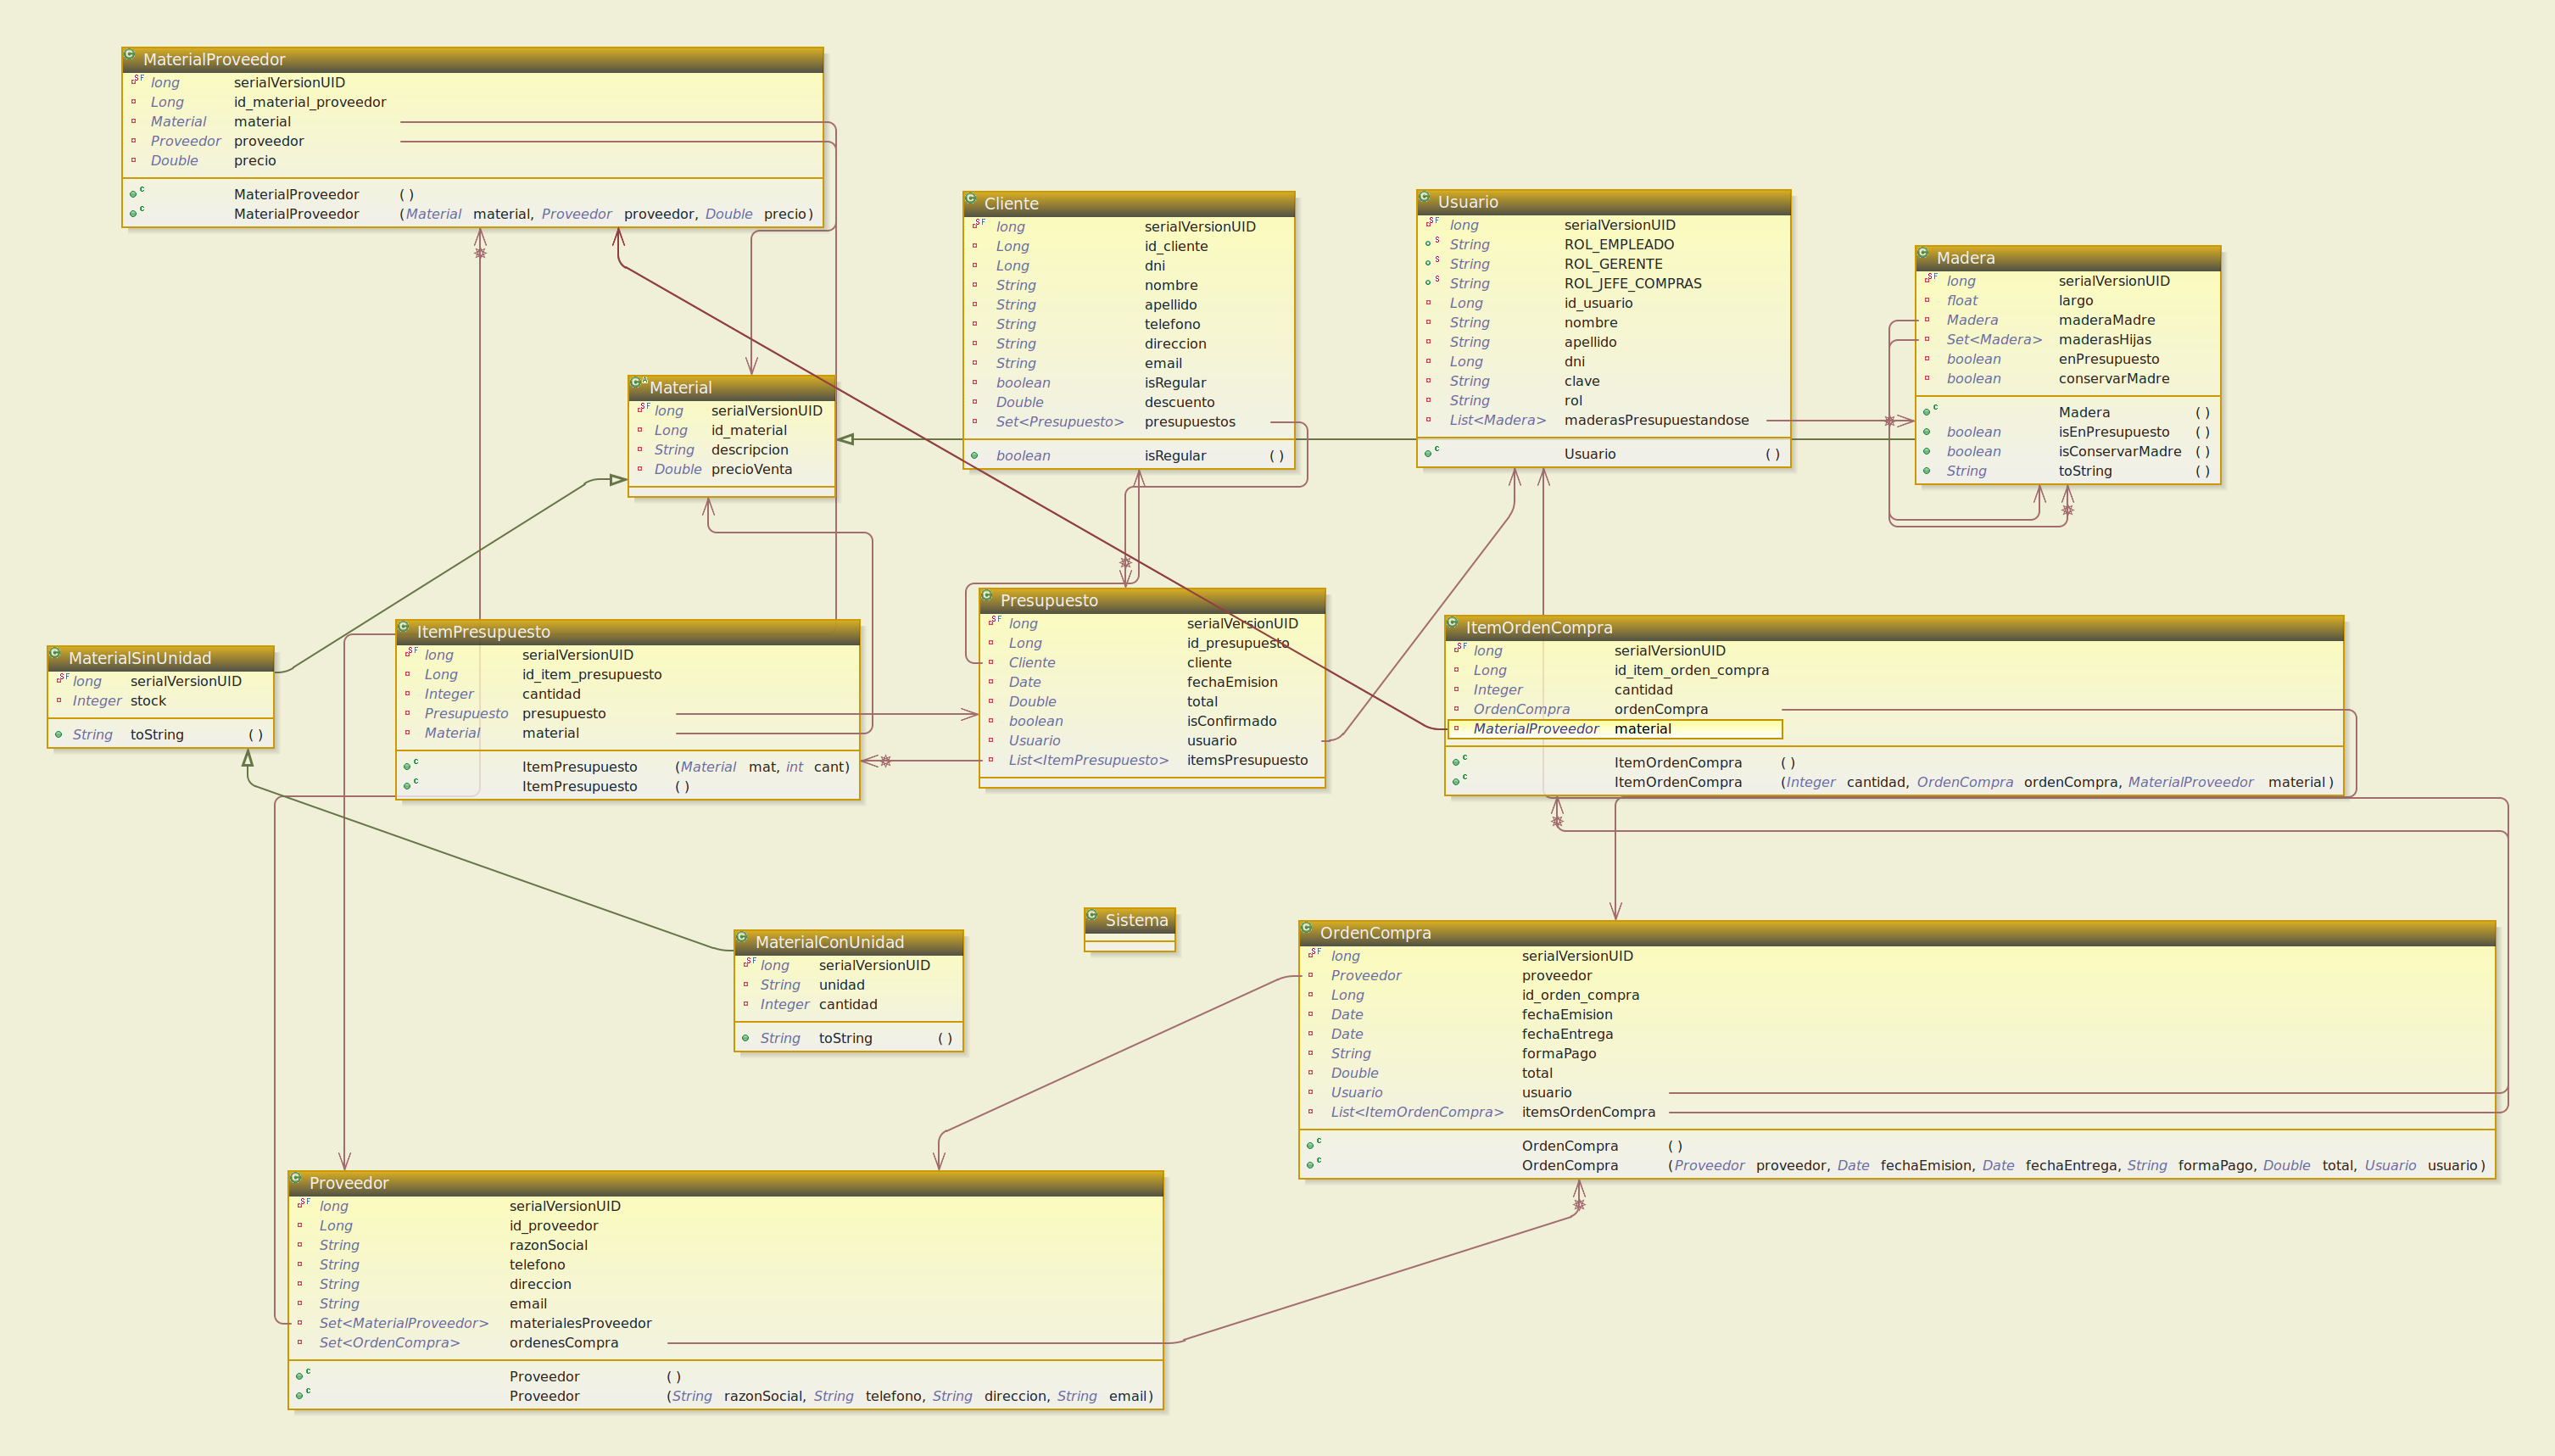 MaterialProveedor
long serialVersionUID
Long id_material_proveedor
Material material
Proveedor proveedor
Double precio
MaterialProveedor ( )
MaterialProveedor (Material material, Proveedor proveedor, Double precio)
Cliente
long serialVersionUID
Long id_cliente
Long dni
String nombre
String apellido
String telefono
String direccion
String email
boolean isRegular
Double descuento
Set<Presupuesto> presupuestos
boolean isRegular ( )
Usuario
long serialVersionUID
String ROL_EMPLEADO
String ROL_GERENTE
String ROL_JEFE_COMPRAS
Long id_usuario
String nombre
String apellido
Long dni
String clave
String rol
List<Madera> maderasPresupuestandose
Usuario ( )
Madera
long serialVersionUID
float largo
Madera maderaMadre
Set<Madera> maderasHijas
boolean enPresupuesto
boolean conservarMadre
Madera ( )
boolean isEnPresupuesto ( )
boolean isConservarMadre ( )
String toString ( )
Material
long serialVersionUID
Long id_material
String descripcion
Double precioVenta
MaterialSinUnidad
long serialVersionUID
Integer stock
String toString ( )
ItemPresupuesto
long serialVersionUID
Long id_item_presupuesto
Integer cantidad
Presupuesto presupuesto
Material material
ItemPresupuesto (Material mat, int cant)
ItemPresupuesto ( )
Presupuesto
long serialVersionUID
Long id_presupuesto
Cliente cliente
Date fechaEmision
Double total
boolean isConfirmado
Usuario usuario
List<ItemPresupuesto> itemsPresupuesto
ItemOrdenCompra
long serialVersionUID
Long id_item_orden_compra
Integer cantidad
OrdenCompra ordenCompra
MaterialProveedor material
ItemOrdenCompra ( )
ItemOrdenCompra (Integer cantidad, OrdenCompra ordenCompra, MaterialProveedor material)
MaterialConUnidad
long serialVersionUID
String unidad
Integer cantidad
String toString ( )
Sistema
OrdenCompra
long serialVersionUID
Proveedor proveedor
Long id_orden_compra
Date fechaEmision
Date fechaEntrega
String formaPago
Double total
Usuario usuario
List<ItemOrdenCompra> itemsOrdenCompra
OrdenCompra ( )
OrdenCompra (Proveedor proveedor, Date fechaEmision, Date fechaEntrega, String formaPago, Double total, Usuario usuario)
Proveedor
long serialVersionUID
Long id_proveedor
String razonSocial
String telefono
String direccion
String email
Set<MaterialProveedor> materialesProveedor
Set<OrdenCompra> ordenesCompra
Proveedor ( )
Proveedor (String razonSocial, String telefono, String direccion, String email)